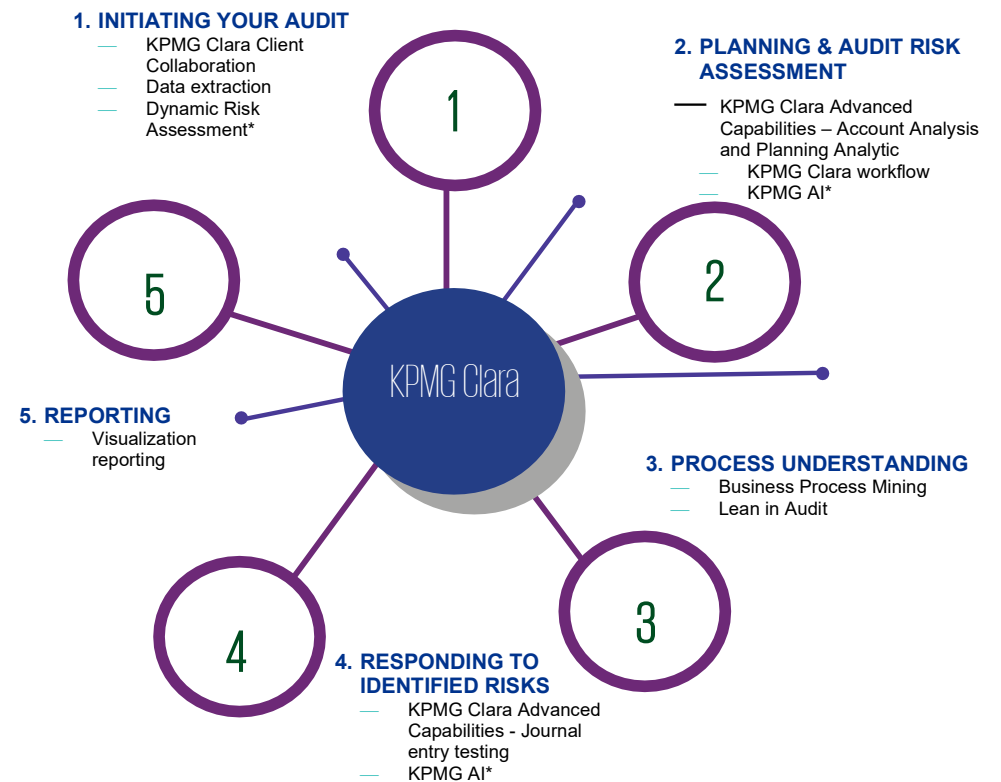 1. INITIATING YOUR AUDIT
— KPMG Clara Client
Collaboration
— Data extraction
— Dynamic Risk
Assessment*
2. PLANNING & AUDIT RISK
ASSESSMENT
— KPMG Clara Advanced
Capabilities – Account Analysis
and Planning Analytic
— KPMG Clara workflow
— KPMG AI*
1
2
5
KPMG Clara
5. REPORTING
— Visualization
reporting
3. PROCESS UNDERSTANDING
— Business Process Mining
— Lean in Audit
3
4
4. RESPONDING TO
IDENTIFIED RISKS
— KPMG Clara Advanced
Capabilities - Journal
entry testing
— KPMG AI*